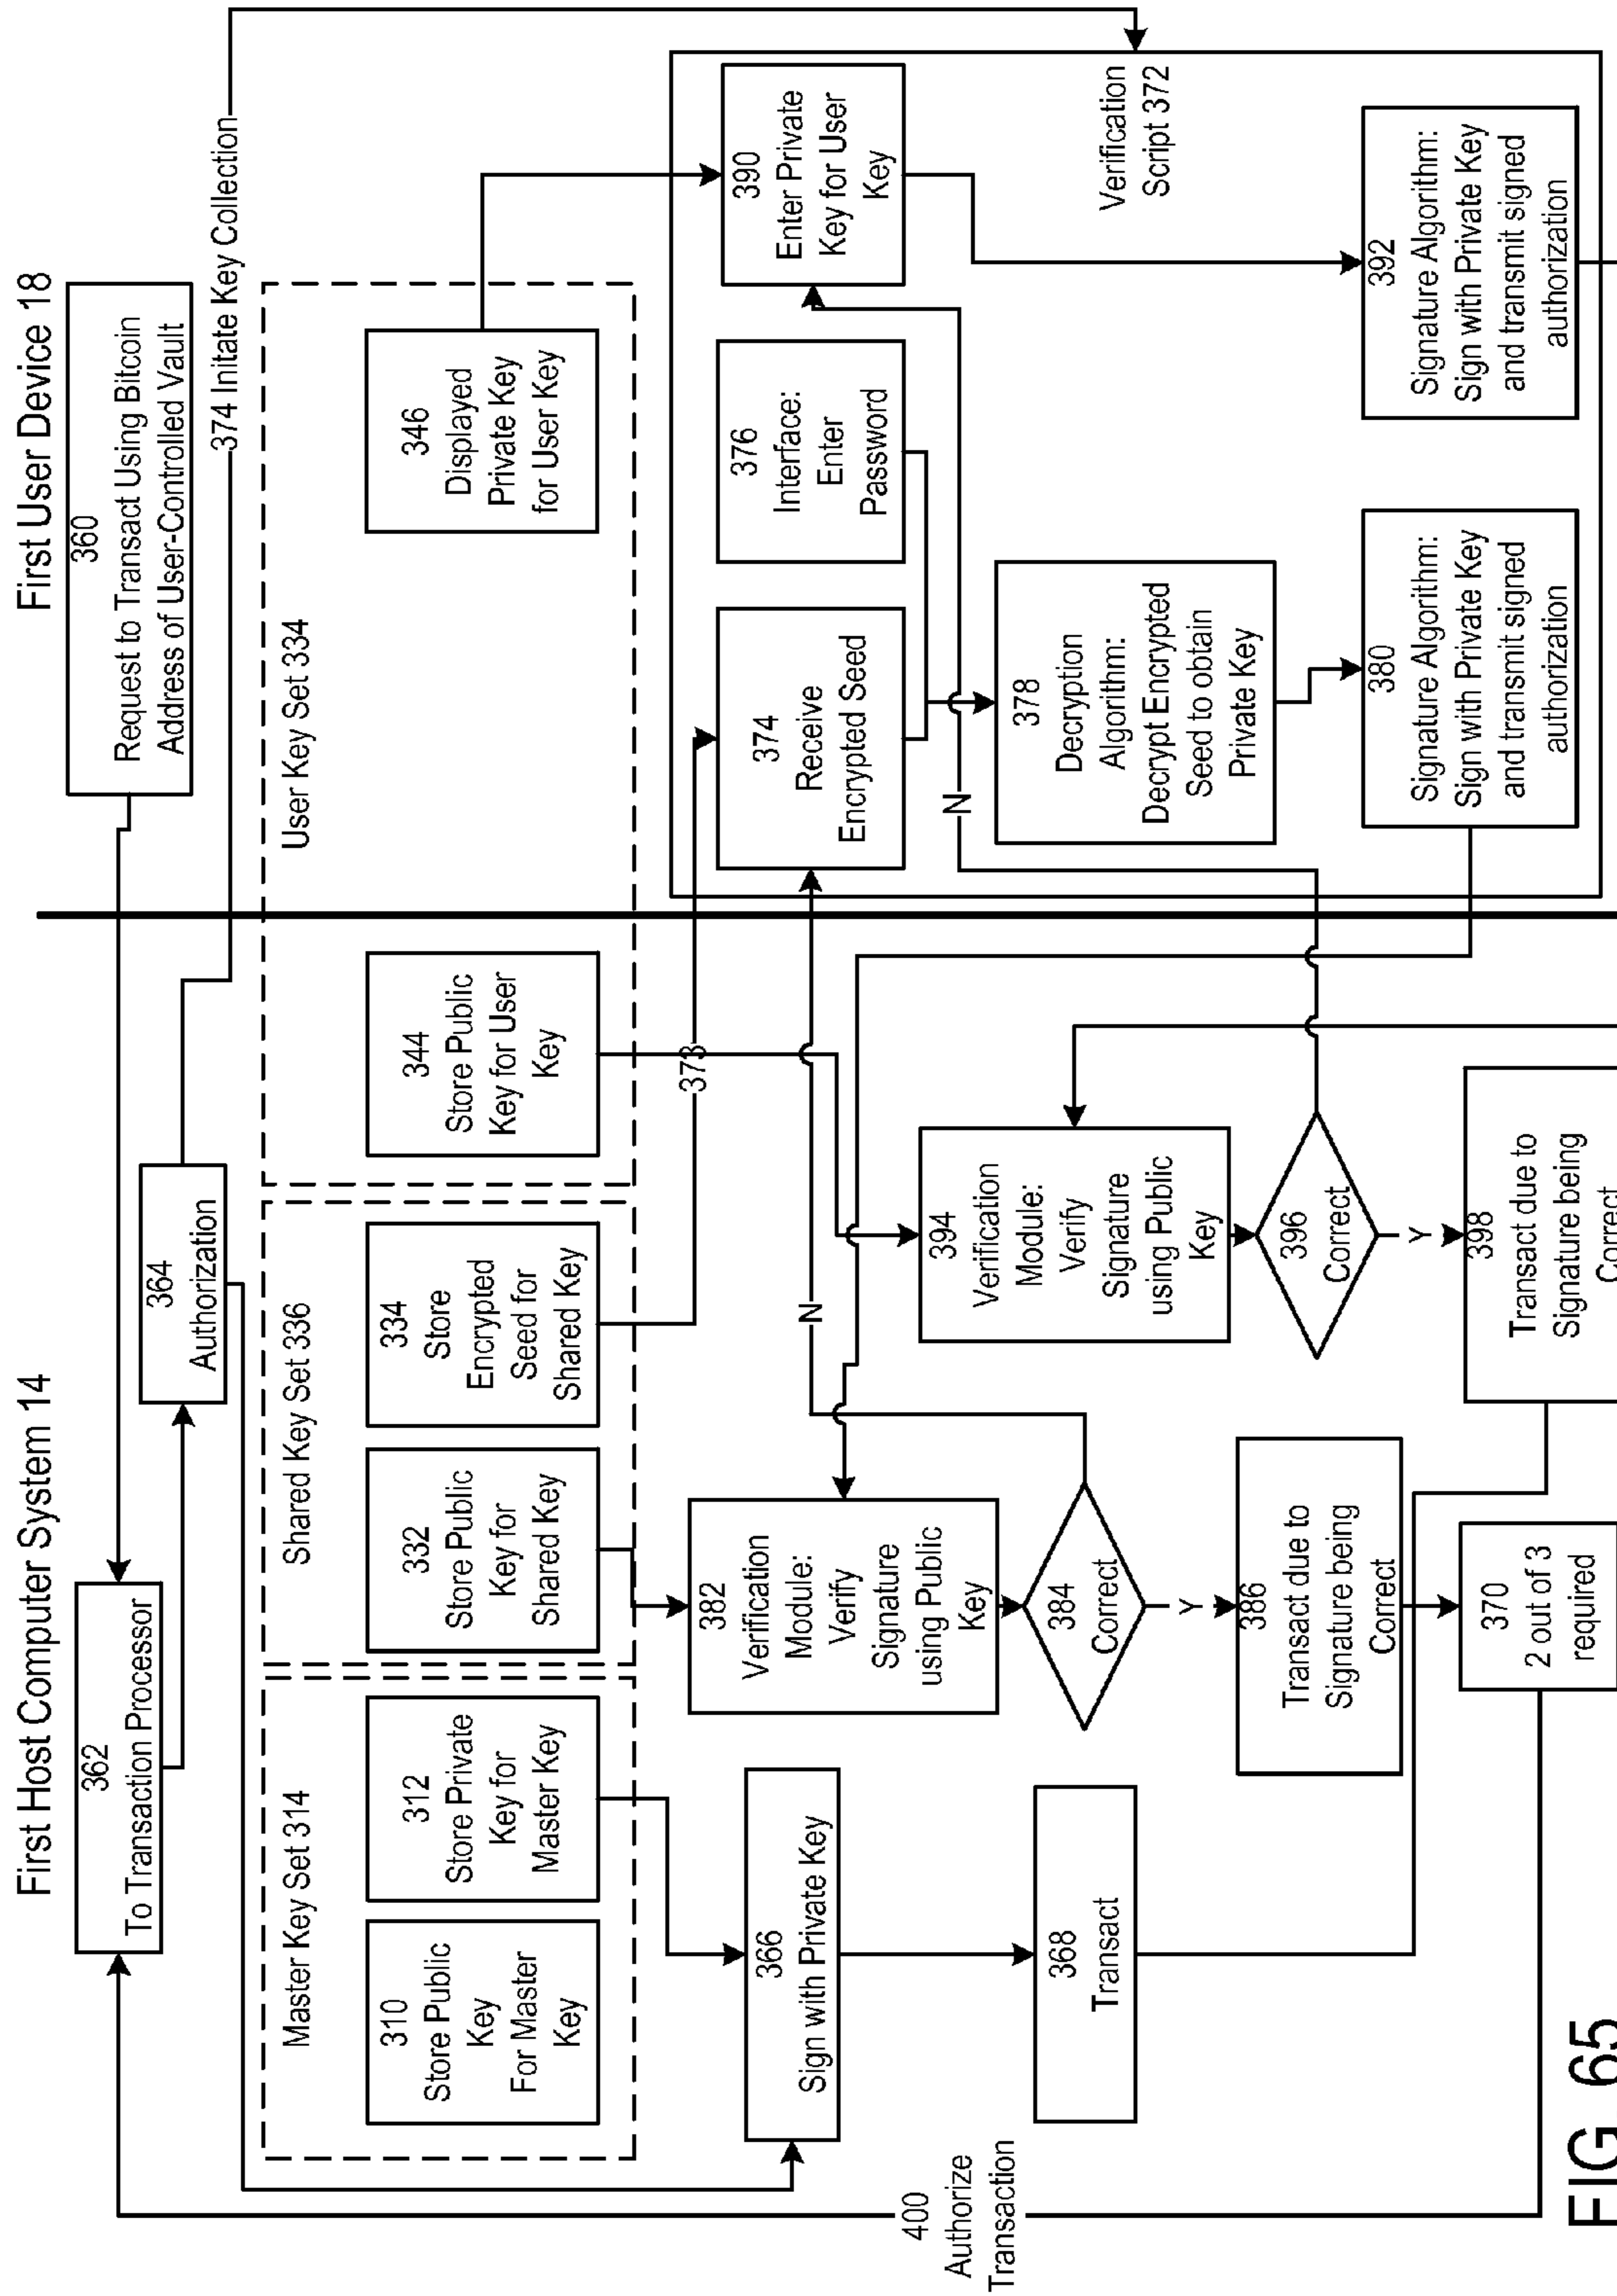 First Host Computer System 14
First User Device 18
362
To Transaction Processor
360
Request to Transact Using Bitcoin
Address of User-Controlled Vault
364
Authorization
374 Initate Key Collection
Master Key Set 314
Shared Key Set 336
User Key Set 334
310
Store Public
Key
For Master
Key
312
Store Private
Key for
Master Key
332
Store Public
Key for
Shared Key
334
Store
Encrypted
Seed for
Shared Key
344
Store Public
Key for User
Key
346
Displayed
Private Key
for User Key
373
366
Sign with Private Key
382
Verification
Module:
Verify
Signature
using Public
Key
374
Receive
Encrypted Seed
376
Interface:
Enter
Password
390
Enter Private
Key for User
Key
N
394
Verification
Module:
Verify
Signature
using Public
Key
N
378
Decryption
Algorithm:
Decrypt Encrypted
Seed to obtain
Private Key
Verification
Script 372
400
Authorize
Transaction
368
Transact
384
Correct
Y
396
Correct
Y
386
Transact due to
Signature being
Correct
380
Signature Algorithm:
Sign with Private Key
and transmit signed
authorization
392
Signature Algorithm:
Sign with Private Key
and transmit signed
authorization
370
2 out of 3
required
398
Transact due to
Signature being
Correct
FIG 65